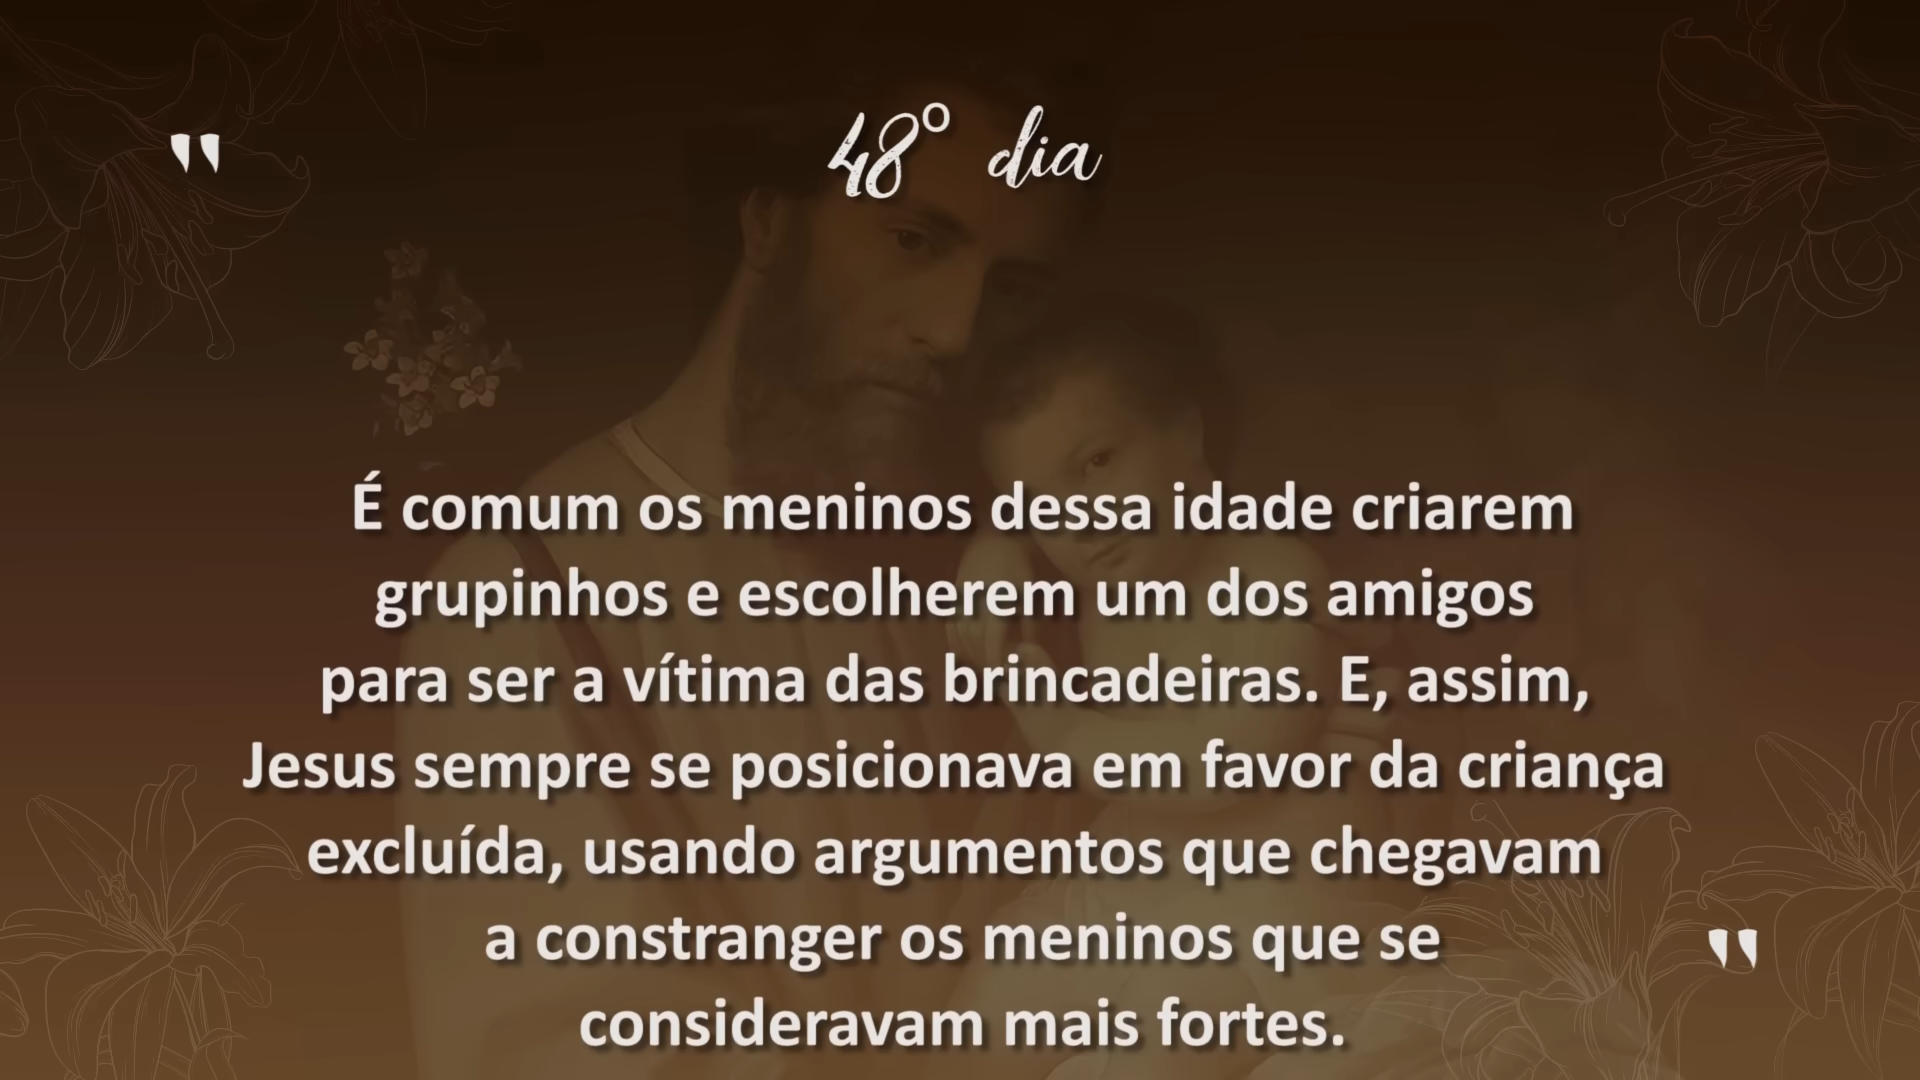 "
48º dia
É comum os meninos dessa idade criarem
grupinhos e escolherem um dos amigos
para ser a vítima das brincadeiras. E, assim,
Jesus sempre se posicionava em favor da criança
excluída, usando argumentos que chegavam
a constranger os meninos que se
consideravam mais fortes.
"